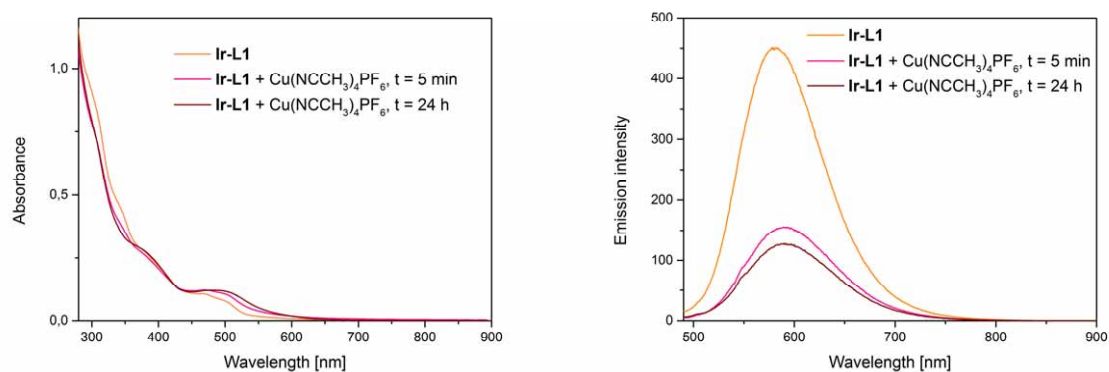 Ir-L1
Ir-L1 + Cu(NCCH₃)₄PF₆, t = 5 min
Ir-L1 + Cu(NCCH₃)₄PF₆, t = 24 h
1,0
0,5
0,0
Absorbance
300 400 500 600 700 800 900
Wavelength [nm]
Ir-L1
Ir-L1 + Cu(NCCH₃)₄PF₆, t = 5 min
Ir-L1 + Cu(NCCH₃)₄PF₆, t = 24 h
500
400
300
200
100
0
Emission intensity
500 600 700 800 900
Wavelength [nm]